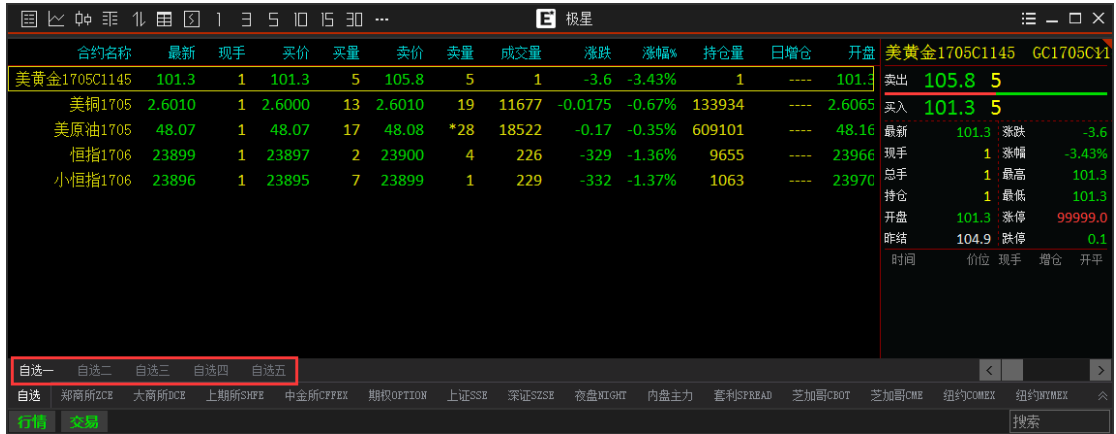 1 3 5 10 15 30 ... E 极星
合约名称 最新 现手 买价 买量 卖价 卖量 成交量 涨跌 涨幅% 持仓量 日增仓 开盘
美黄金1705C1145 101.3 1 101.3 5 105.8 5 1 -3.6 -3.43% 1 ---- 101.3
美铜1705 2.6010 1 2.6000 13 2.6010 19 11677 -0.0175 -0.67% 133934 ---- 2.6065
美原油1705 48.07 1 48.07 17 48.08 *28 18522 -0.17 -0.35% 609101 ---- 48.16
恒指1706 23899 1 23897 2 23900 4 226 -329 -1.36% 9655 ---- 23966
小恒指1706 23896 1 23895 7 23899 1 229 -332 -1.37% 1063 ---- 23970
美黄金1705C1145 GC1705C11
卖出 105.8 5
买入 101.3 5
最新 101.3 涨跌 -3.6
现手 1 涨幅 -3.43%
总手 1 最高 101.3
持仓 1 最低 101.3
开盘 101.3 涨停 99999.0
昨结 104.9 跌停 0.1
时间 价位 现手 增仓 开平
自选一 自选二 自选三 自选四 自选五
自选 郑商所ZCE 大商所DCE 上期所SHFE 中金所CFFEX 期权OPTION 上证SSE 深证SZSE 夜盘NIGHT 内盘主力 套利SPREAD 芝加哥CBOT 芝加哥CME 纽约COMEX 纽约NYMEX
行情 交易 搜索